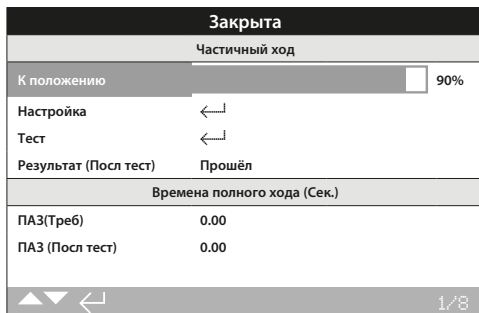 Закрыта
Частичный ход
К положению 90%
Настройка
Тест
Результат (Посл тест) Прошёл
Времена полного хода (Сек.)
ПАЗ(Треб) 0.00
ПАЗ (Посл тест) 0.00
1/8